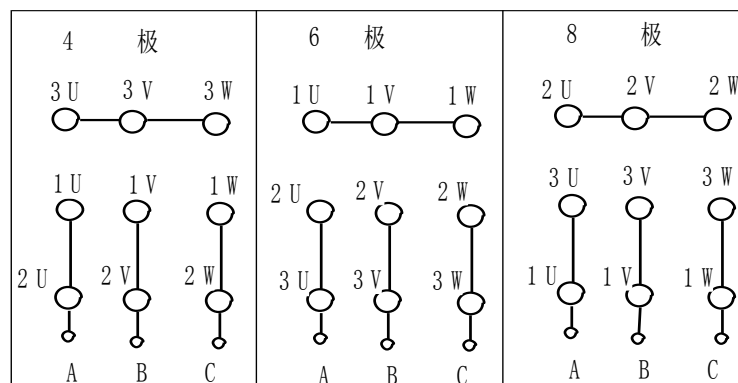 4 极
3U 3V 3W
1U 1V 1W
2U 2V 2W
A B C
6 极
1U 1V 1W
2U 2V 2W
3U 3V 3W
A B C
8 极
2U 2V 2W
3U 3V 3W
1U 1V 1W
A B C